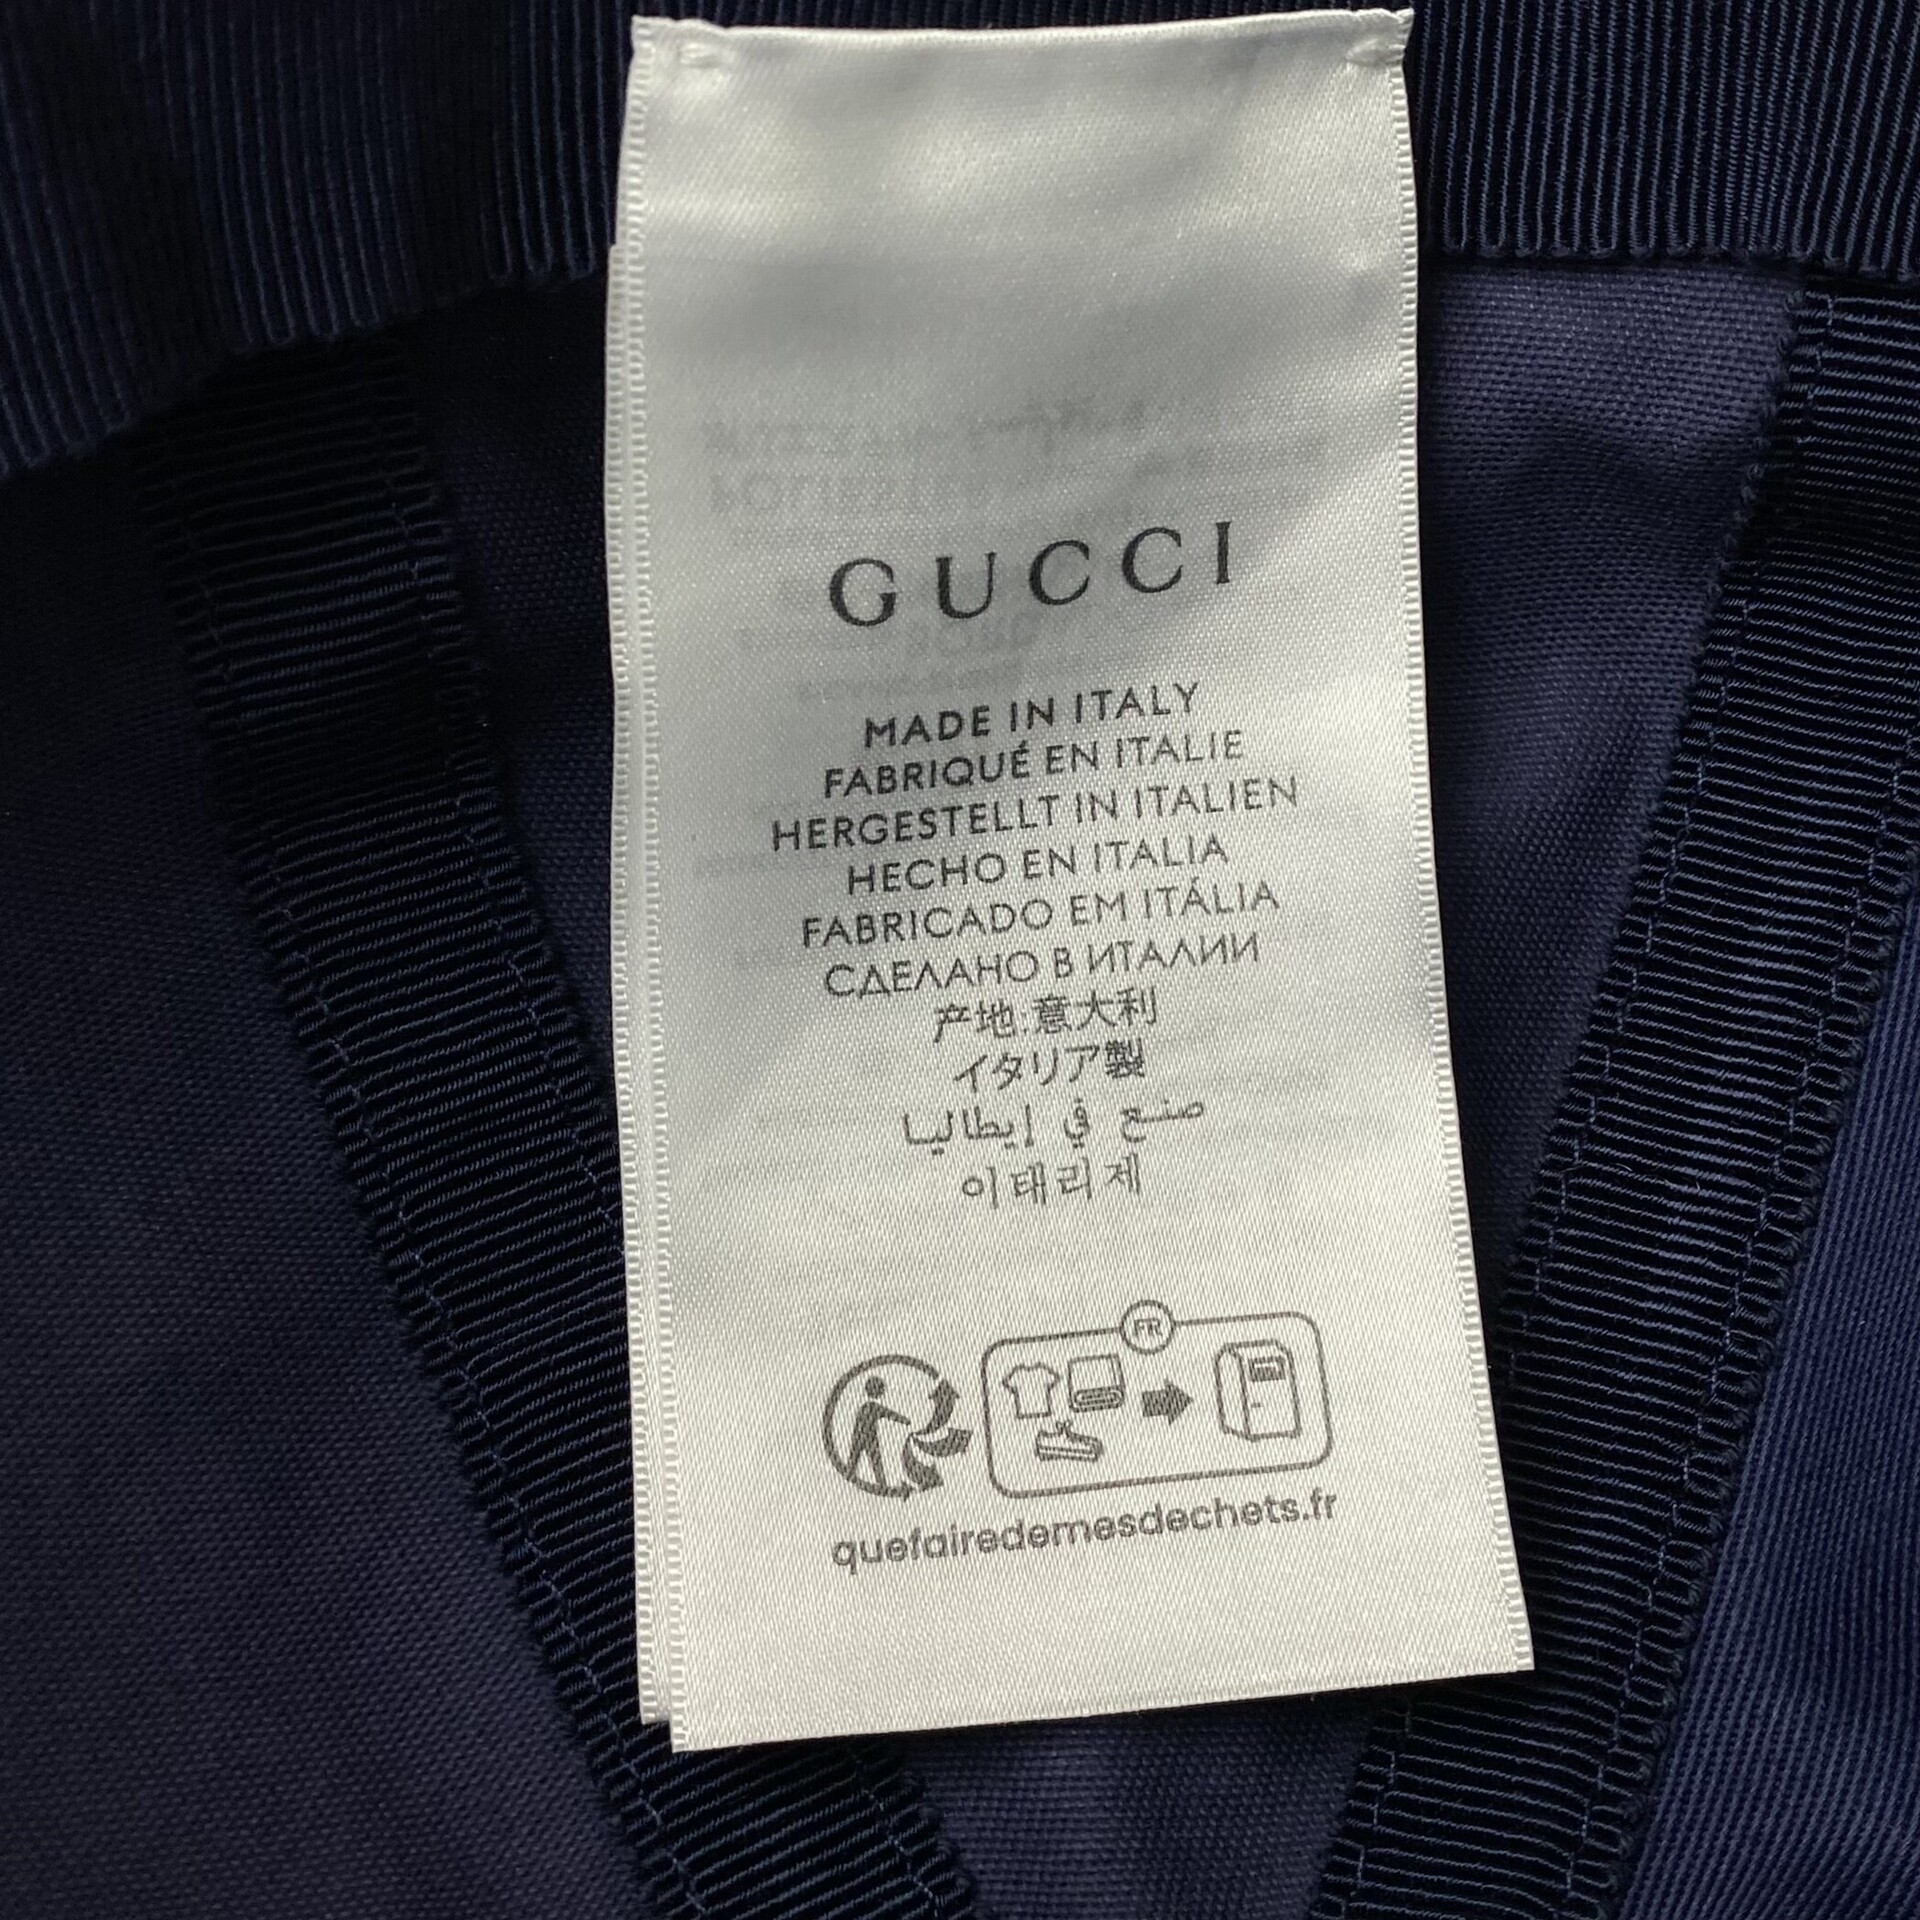 GUCCI
MADE IN ITALY
FABRIQUÉ EN ITALIE
HERGESTELLT IN ITALIEN
HECHO EN ITALIA
FABRICADO EM ITÁLIA
СДЕЛАНО В ИТАЛИИ
产地:意大利
イタリア製
صنع في إيطاليا
이태리제
FR
quefairedemesdechets.fr